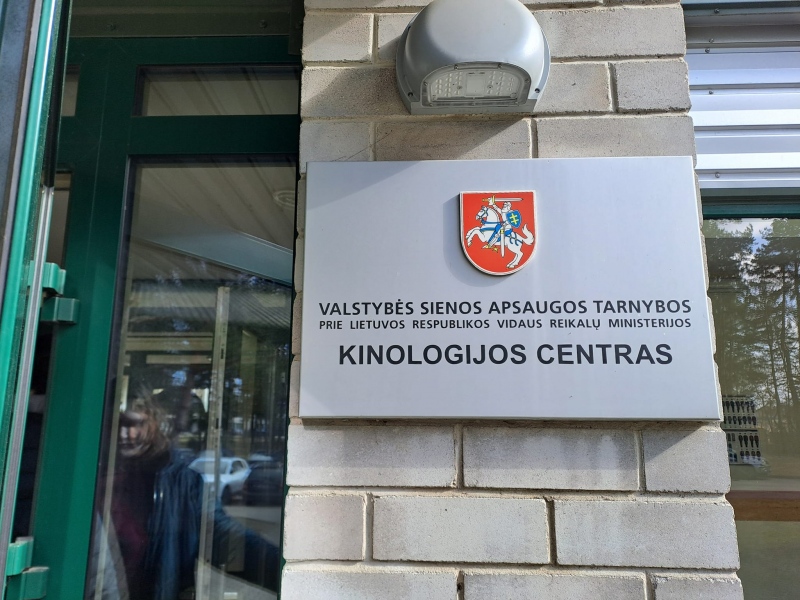 VALSTYBĖS SIENOS APSAUGOS TARNYBOS
PRIE LIETUVOS RESPUBLIKOS VIDAUS REIKALŲ MINISTERIJOS
KINOLOGIJOS CENTRAS